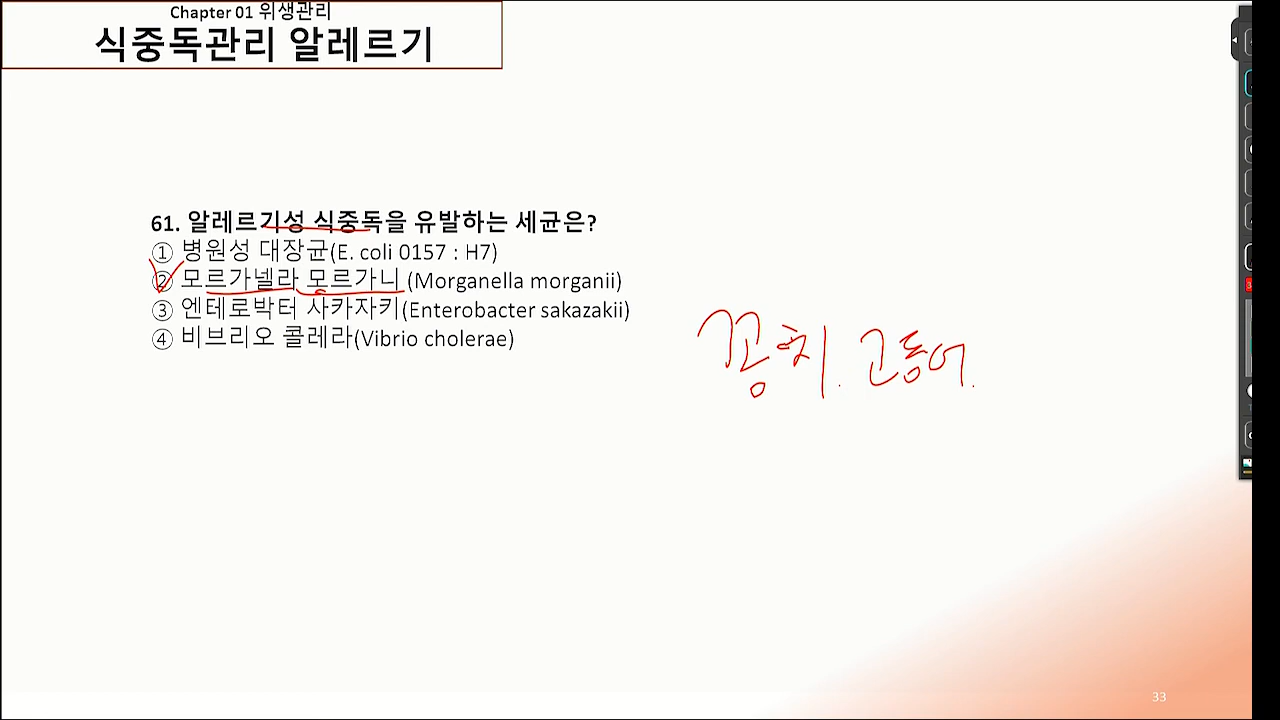 Chapter 01 위생관리
식중독관리 알레르기
61. 알레르기성 식중독을 유발하는 세균은?
① 병원성 대장균(E. coli 0157 : H7)
② 모르가넬라 모르가니 (Morganella morganii)
③ 엔테로박터 사카자키(Enterobacter sakazakii)
④ 비브리오 콜레라(Vibrio cholerae)
꽁치. 고등어.
33